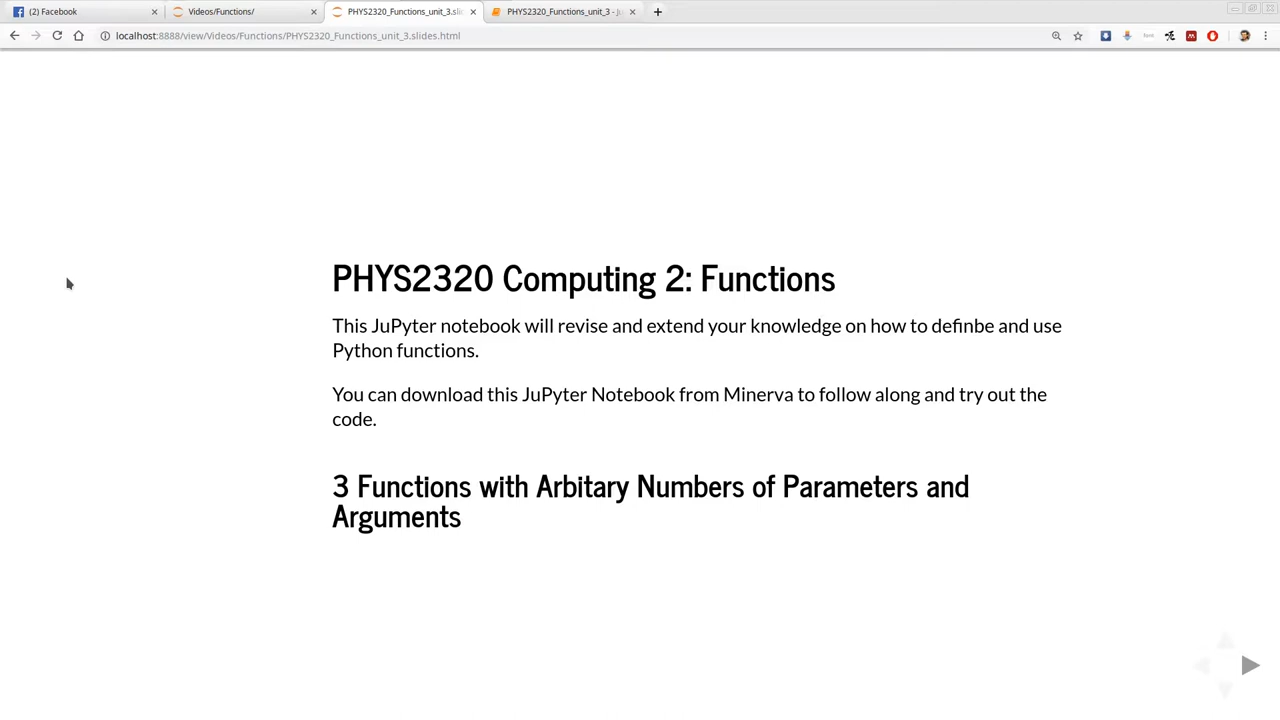 (2) Facebook
Videos/Functions/
PHYS2320_Functions_unit_3.slid
PHYS2320_Functions_unit_3 - Ju
localhost:8888/view/Videos/Functions/PHYS2320_Functions_unit_3.slides.html
PHYS2320 Computing 2: Functions
This JuPyter notebook will revise and extend your knowledge on how to definbe and use
Python functions.
You can download this JuPyter Notebook from Minerva to follow along and try out the
code.
3 Functions with Arbitary Numbers of Parameters and
Arguments